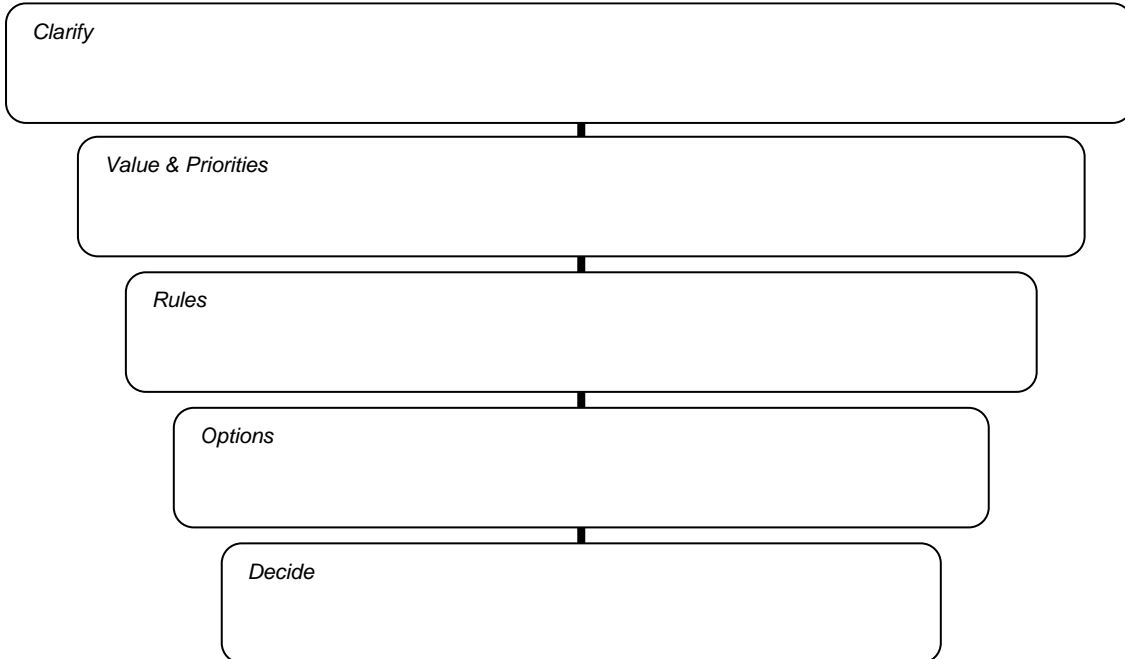 Clarify
Value & Priorities
Rules
Options
Decide